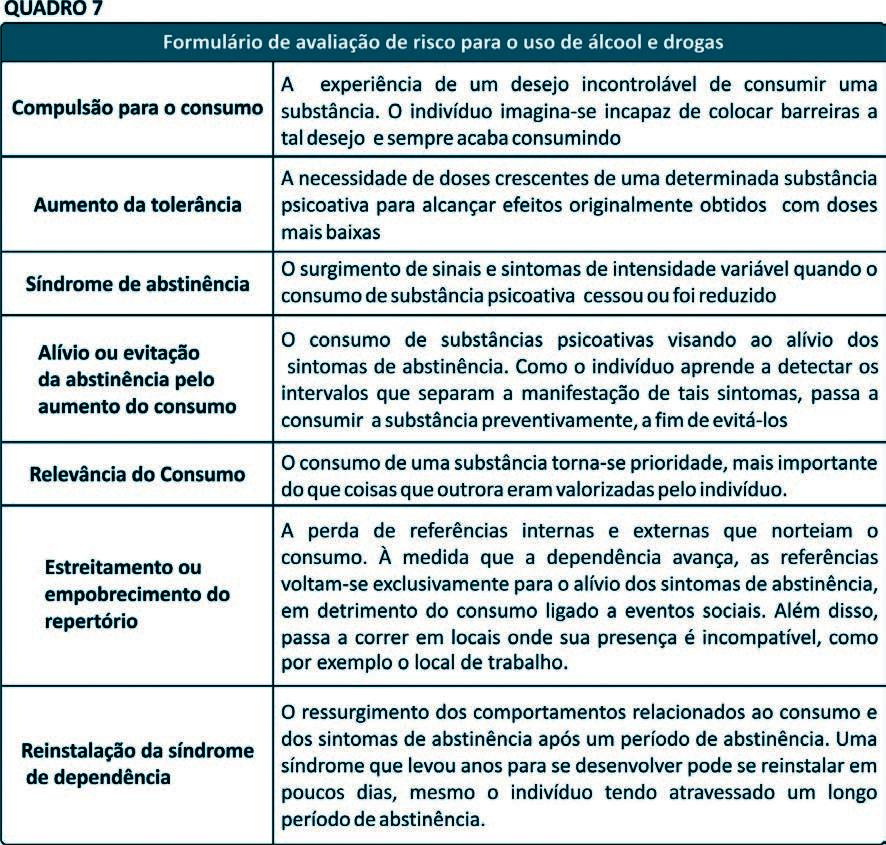 QUADRO 7
Formulário de avaliação de risco para o uso de álcool e drogas
Compulsão para o consumo
A experiência de um desejo incontrolável de consumir uma
substância. O indivíduo imagina-se incapaz de colocar barreiras a
tal desejo e sempre acaba consumindo
Aumento da tolerância
A necessidade de doses crescentes de uma determinada substância
psicoativa para alcançar efeitos originalmente obtidos com doses
mais baixas
Síndrome de abstinência
O surgimento de sinais e sintomas de intensidade variável quando o
consumo de substância psicoativa cessou ou foi reduzido
Alívio ou evitação
da abstinência pelo
aumento do consumo
O consumo de substâncias psicoativas visando ao alívio dos
sintomas de abstinência. Como o indivíduo aprende a detectar os
intervalos que separam a manifestação de tais sintomas, passa a
consumir a substância preventivamente, a fim de evitá-los
Relevância do Consumo
O consumo de uma substância torna-se prioridade, mais importante
do que coisas que outrora eram valorizadas pelo indivíduo.
Estreitamento ou
empobrecimento do
repertório
A perda de referências internas e externas que norteiam o
consumo. À medida que a dependência avança, as referências
voltam-se exclusivamente para o alívio dos sintomas de abstinência,
em detrimento do consumo ligado a eventos sociais. Além disso,
passa a correr em locais onde sua presença é incompatível, como
por exemplo o local de trabalho.
Reinstalação da síndrome
de dependência
O ressurgimento dos comportamentos relacionados ao consumo e
dos sintomas de abstinência após um período de abstinência. Uma
síndrome que levou anos para se desenvolver pode se reinstalar em
poucos dias, mesmo o indivíduo tendo atravessado um longo
período de abstinência.